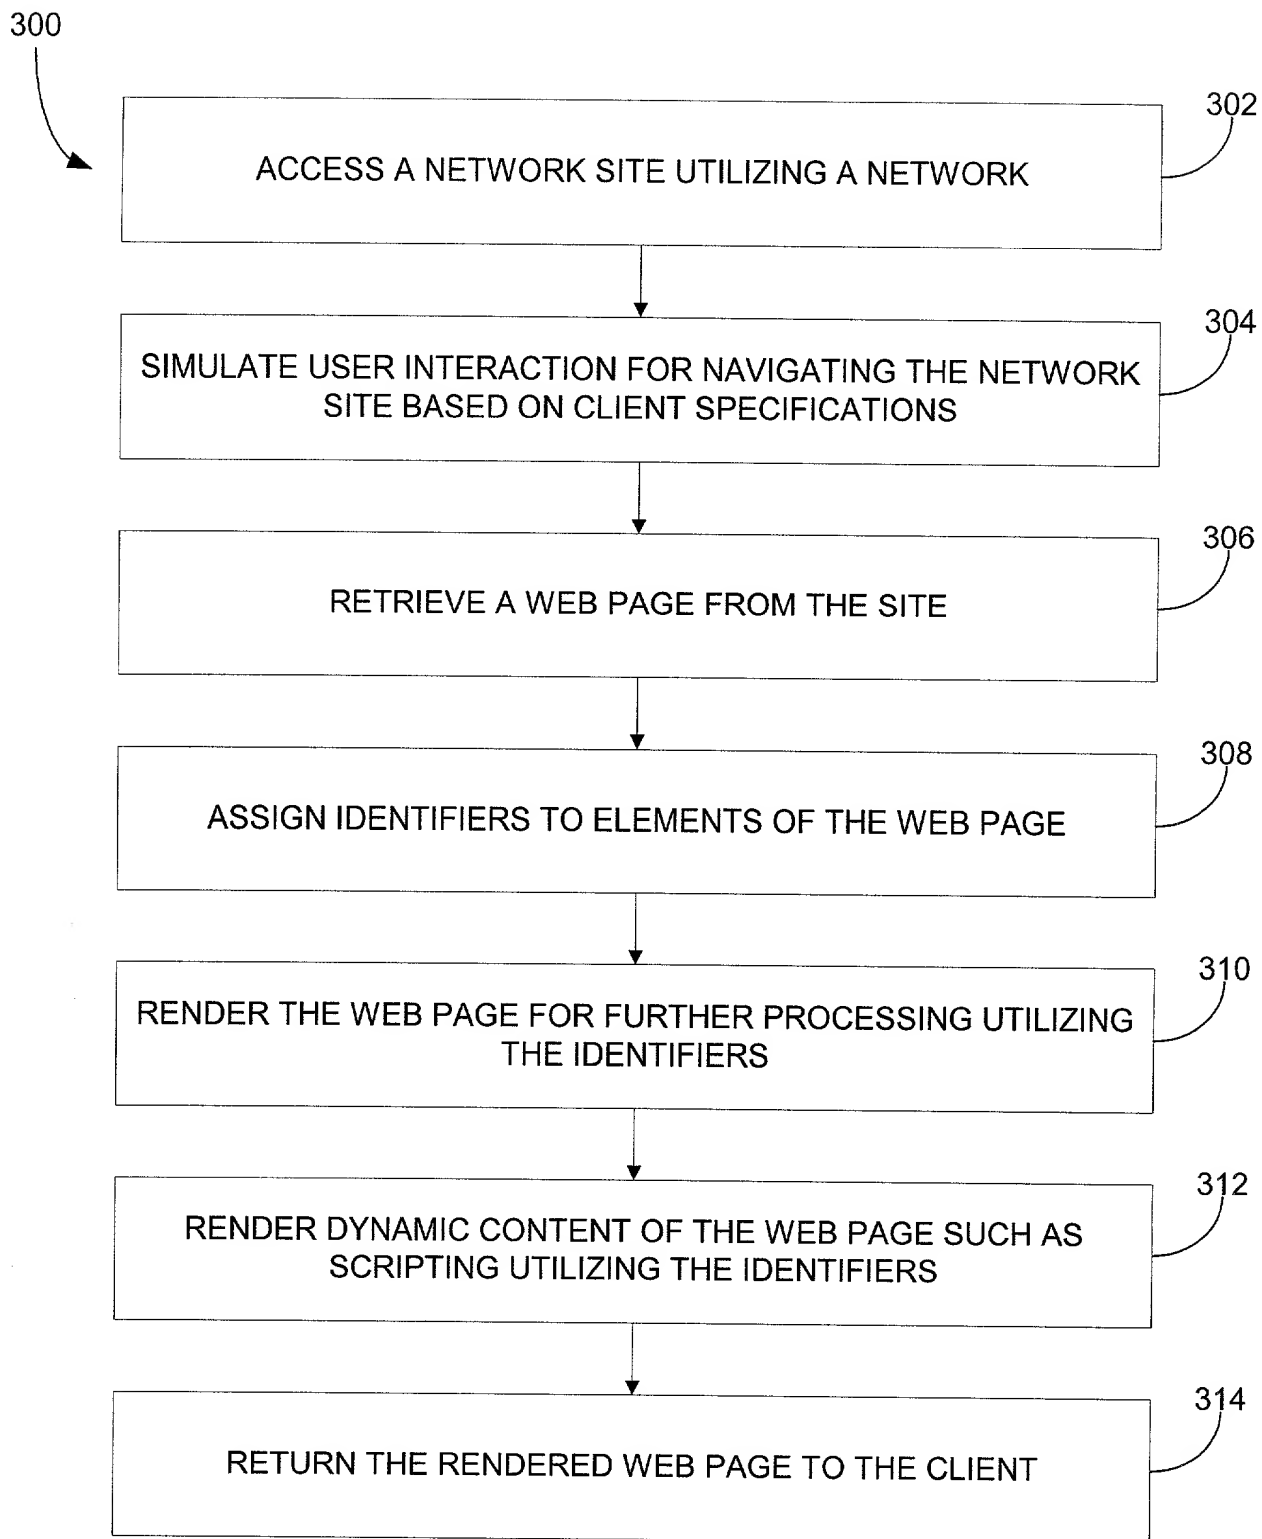 300
302
ACCESS A NETWORK SITE UTILIZING A NETWORK
304
SIMULATE USER INTERACTION FOR NAVIGATING THE NETWORK
SITE BASED ON CLIENT SPECIFICATIONS
306
RETRIEVE A WEB PAGE FROM THE SITE
308
ASSIGN IDENTIFIERS TO ELEMENTS OF THE WEB PAGE
310
RENDER THE WEB PAGE FOR FURTHER PROCESSING UTILIZING
THE IDENTIFIERS
312
RENDER DYNAMIC CONTENT OF THE WEB PAGE SUCH AS
SCRIPTING UTILIZING THE IDENTIFIERS
314
RETURN THE RENDERED WEB PAGE TO THE CLIENT